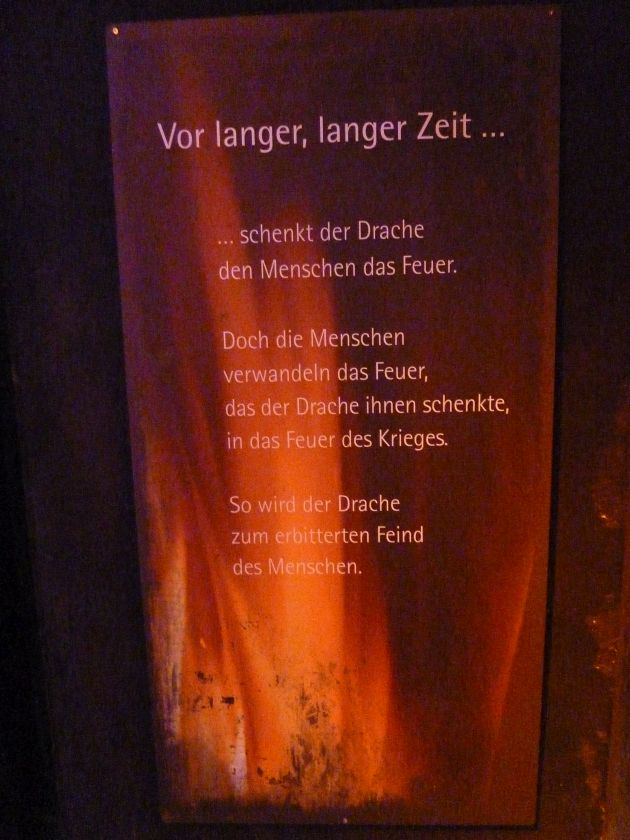 Vor langer, langer Zeit ...
... schenkt der Drache
den Menschen das Feuer.
Doch die Menschen
verwandeln das Feuer,
das der Drache ihnen schenkte,
in das Feuer des Krieges.
So wird der Drache
zum erbitterten Feind
des Menschen.